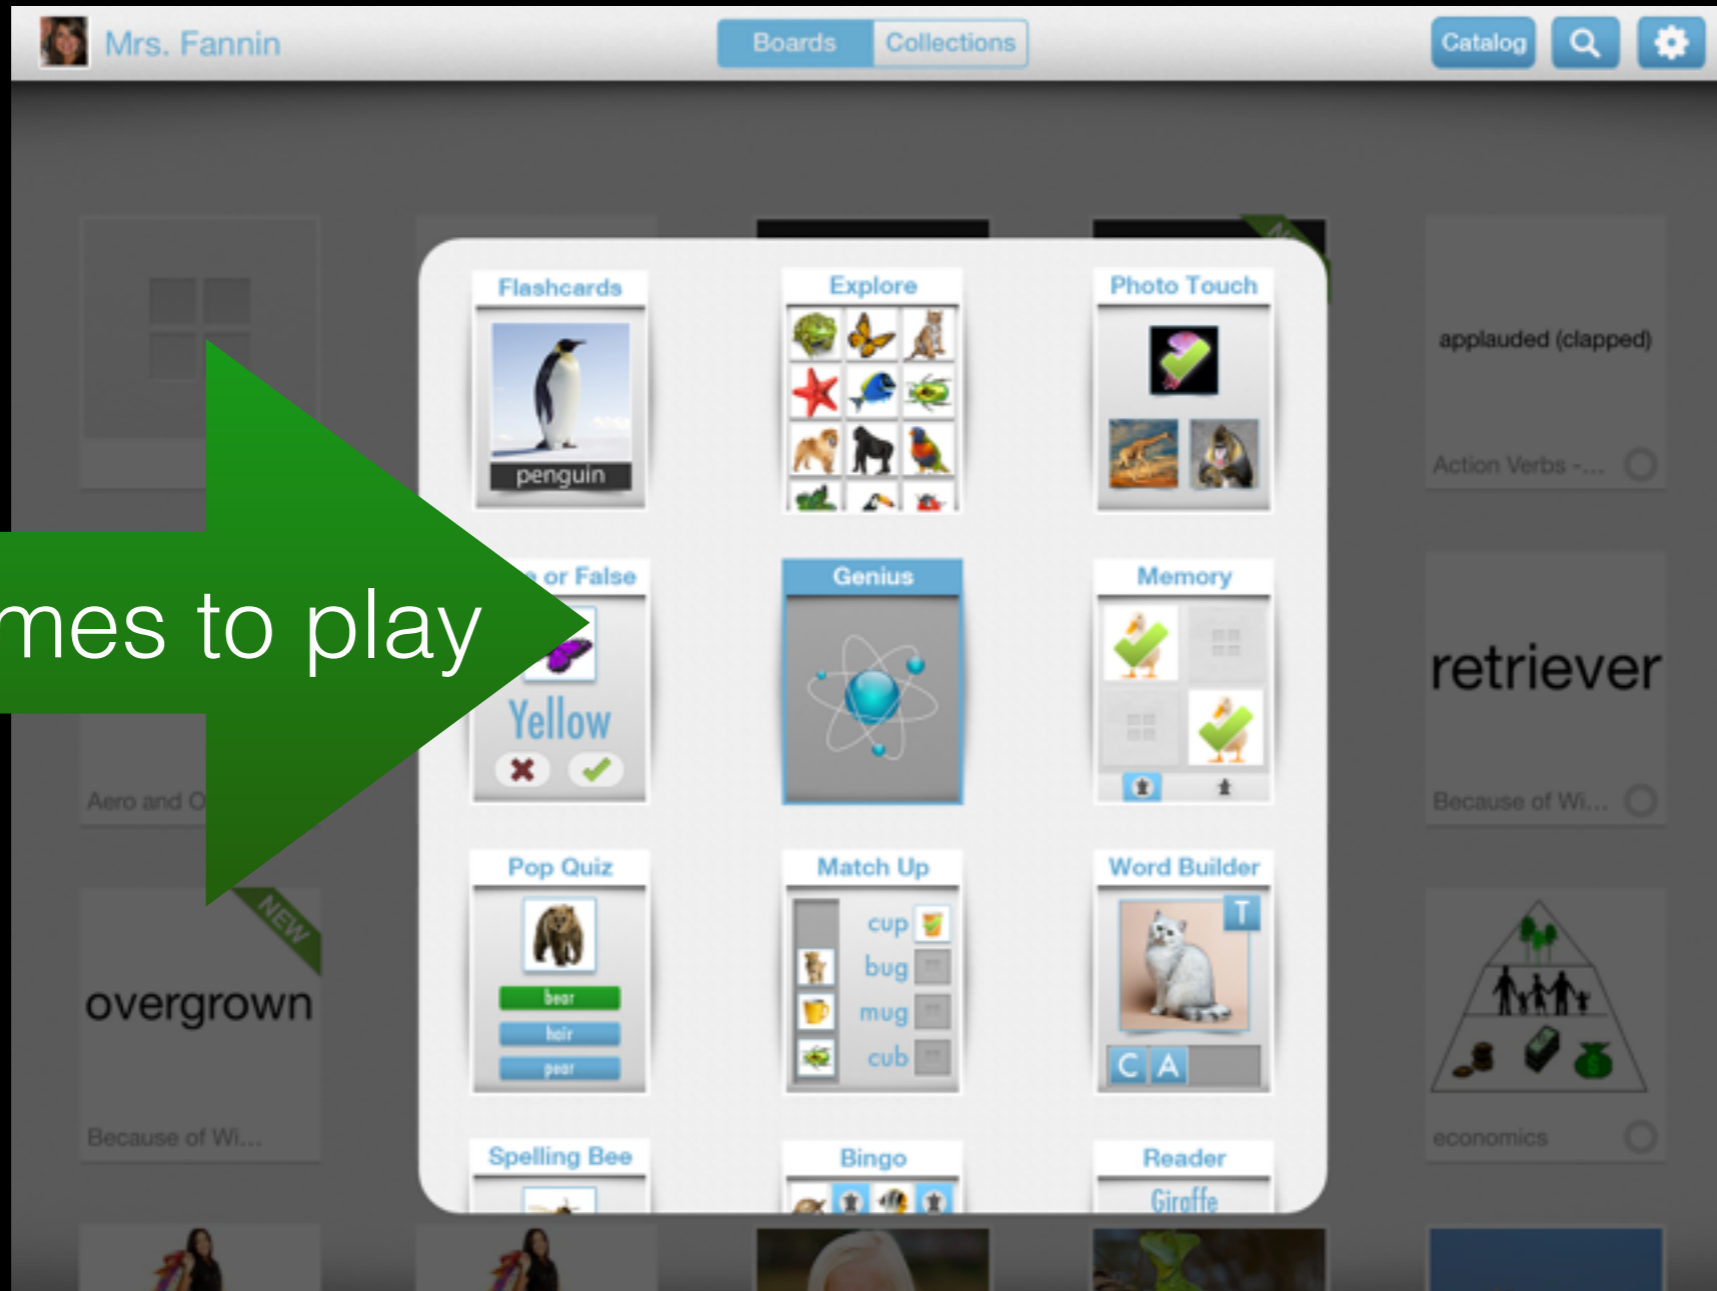 Mrs. Fannin
Boards
Collections
Catalog
Flashcards
penguin
Explore
Photo Touch
or False
Yellow
Genius
Memory
Pop Quiz
bear
hair
pear
Match Up
cup
bug
mug
cub
Word Builder
T
C A
Spelling Bee
Bingo
Reader
Giraffe
mes to play
applauded (clapped)
Action Verbs -...
Aero and O
retriever
Because of Wi...
NEW
overgrown
Because of Wi...
economics